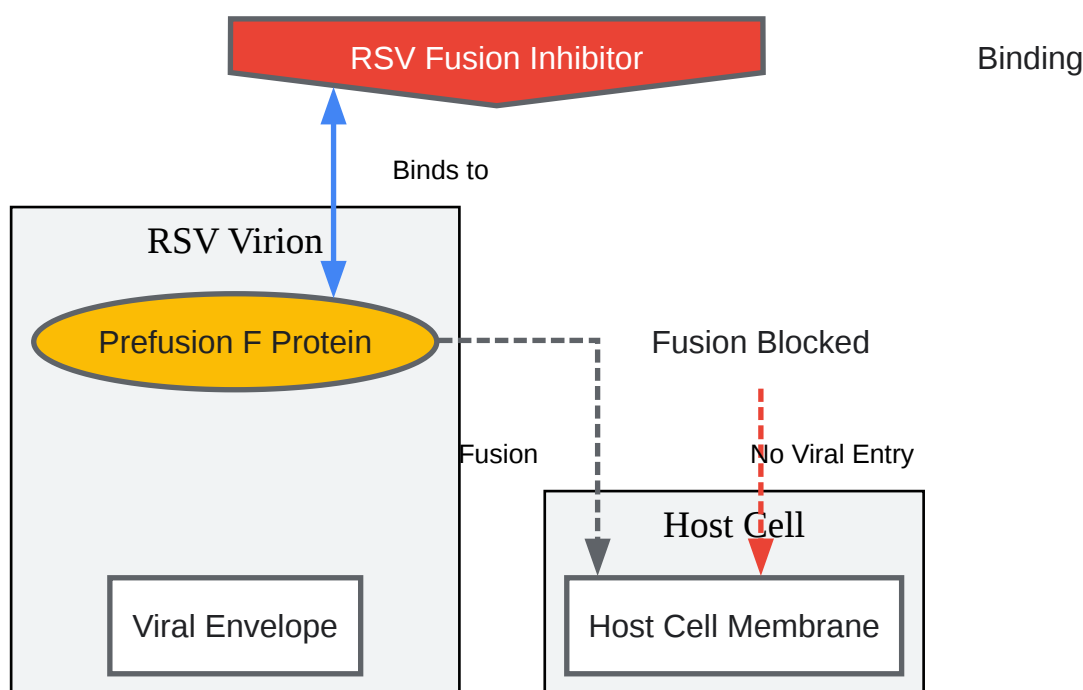 RSV Fusion Inhibitor
Binding
Binds to
RSV Virion
Prefusion F Protein
Fusion Blocked
Fusion
No Viral Entry
Host Cell
Viral Envelope
Host Cell Membrane